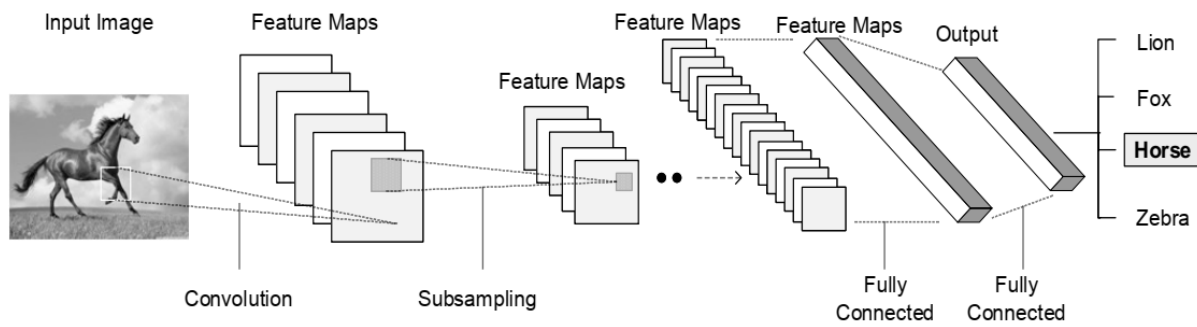 Input Image
Feature Maps
Feature Maps
Feature Maps
Feature Maps
Output
Lion
Fox
Horse
Zebra
Convolution
Subsampling
Fully
Connected
Fully
Connected